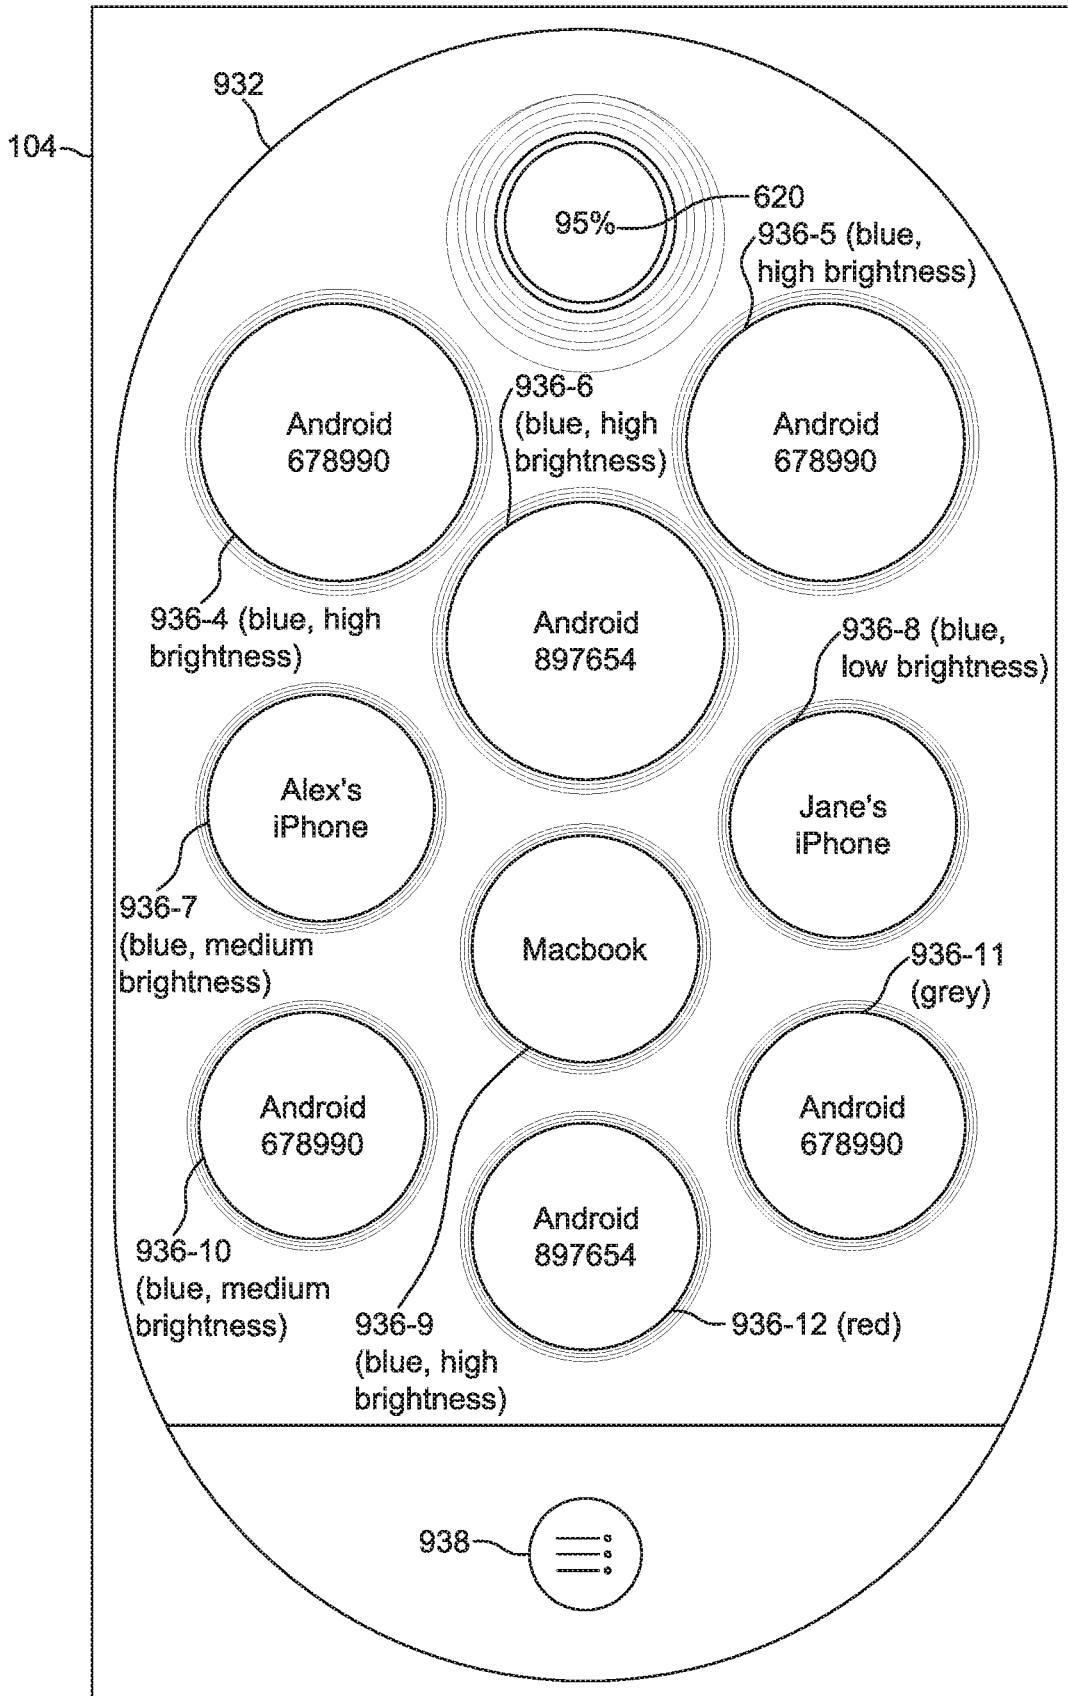 932
104
620
95%
936-5 (blue,
high brightness)
936-6
(blue, high
brightness)
Android
678990
Android
678990
936-4 (blue, high
brightness)
Android
897654
936-8 (blue,
low brightness)
Alex's
iPhone
Jane's
iPhone
936-7
(blue, medium
brightness)
Macbook
936-11
(grey)
Android
678990
Android
678990
Android
897654
936-10
(blue, medium
brightness)
936-9
(blue, high
brightness)
936-12 (red)
938